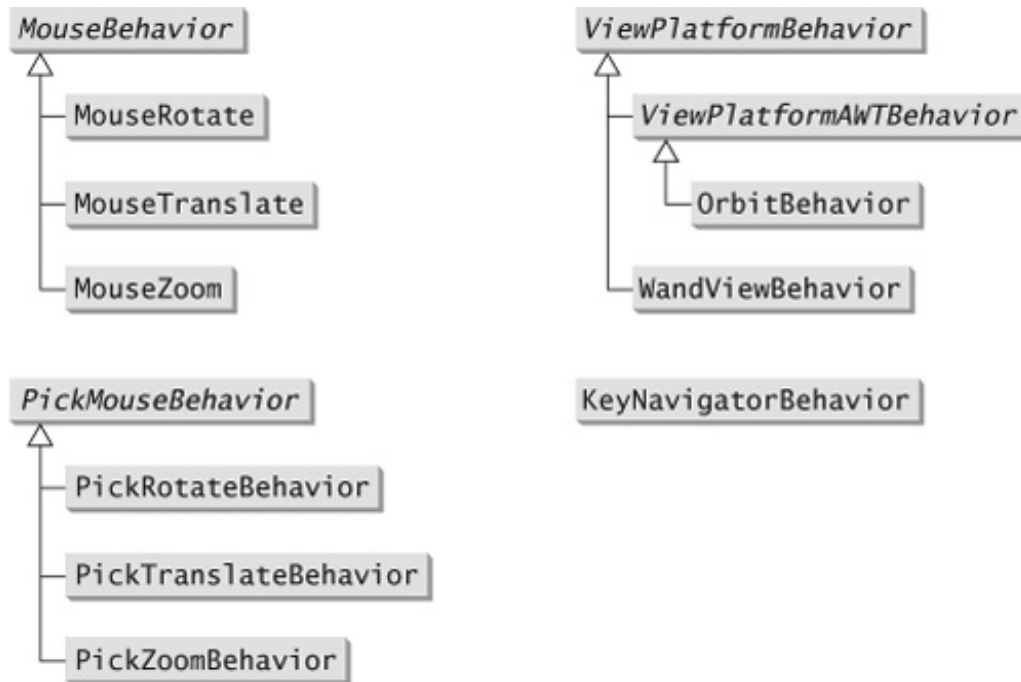 MouseBehavior
MouseRotate
MouseTranslate
MouseZoom
ViewPlatformBehavior
ViewPlatformAWTBehavior
OrbitBehavior
WandViewBehavior
PickMouseBehavior
PickRotateBehavior
PickTranslateBehavior
PickZoomBehavior
KeyNavigatorBehavior